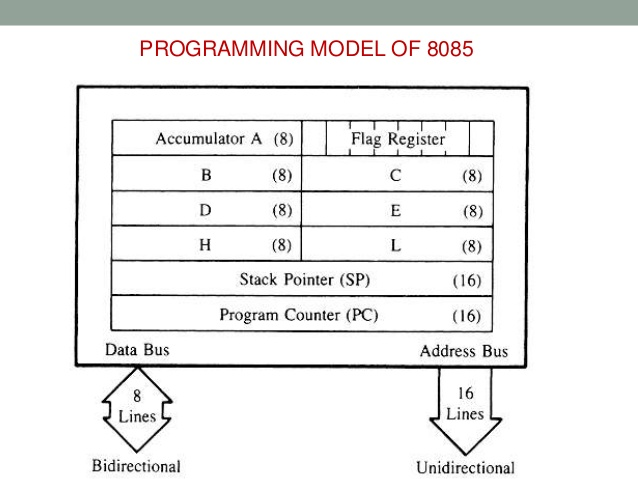 PROGRAMMING MODEL OF 8085
Accumulator A (8) Flag Register
B (8) C (8)
D (8) E (8)
H (8) L (8)
Stack Pointer (SP) (16)
Program Counter (PC) (16)
Data Bus Address Bus
8 Lines 16 Lines
Bidirectional Unidirectional